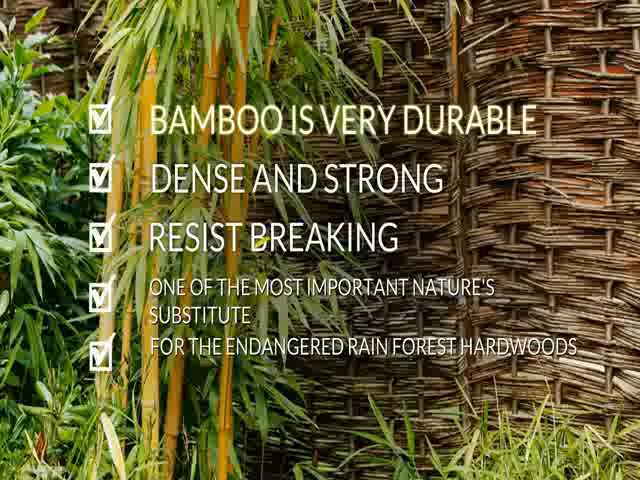 BAMBOO IS VERY DURABLE
DENSE AND STRONG
RESIST BREAKING
ONE OF THE MOST IMPORTANT NATURE'S
SUBSTITUTE
FOR THE ENDANGERED RAIN FOREST HARDWOODS